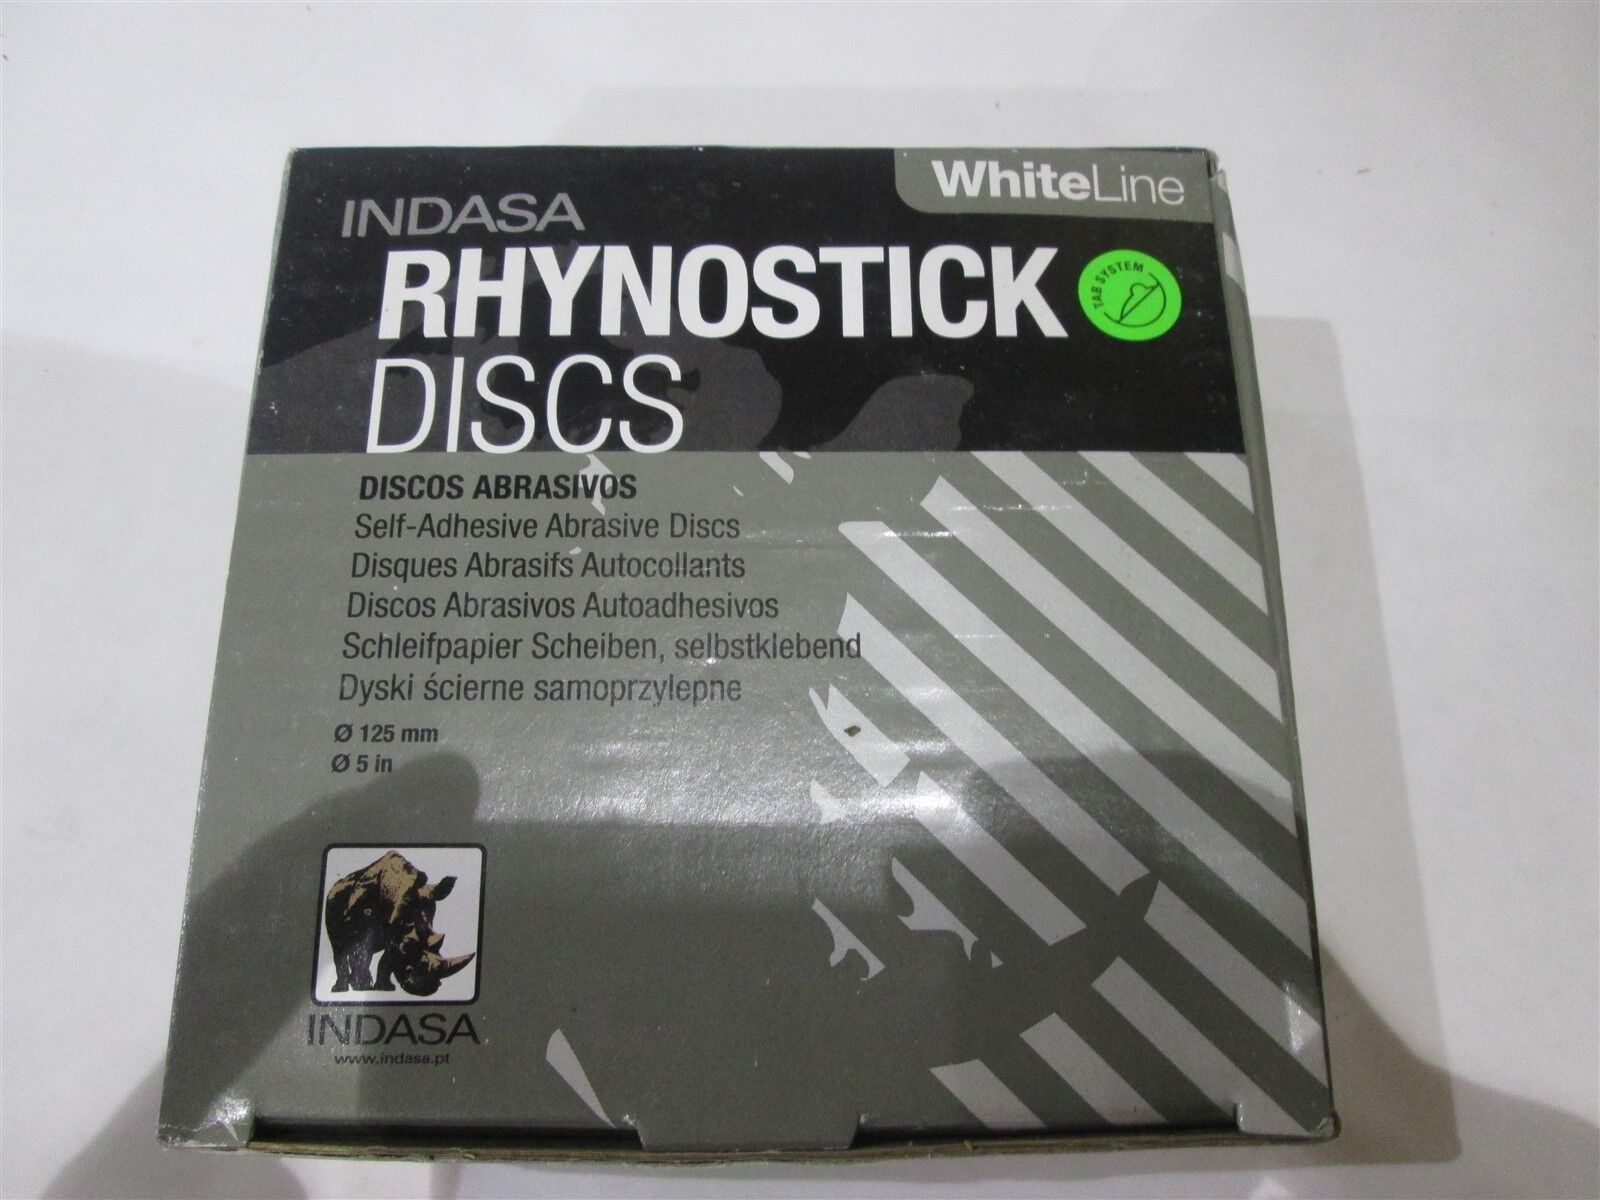 WhiteLine
INDASA
RHYNOSTICK
TAB SYSTEM
DISCS
DISCOS ABRASIVOS
Self-Adhesive Abrasive Discs
Disques Abrasifs Autocollants
Discos Abrasivos Autoadhesivos
Schleifpapier Scheiben, selbstklebend
Dyski ścierne samoprzylepne
Ø 125 mm
Ø 5 in
INDASA
www.indasa.pt